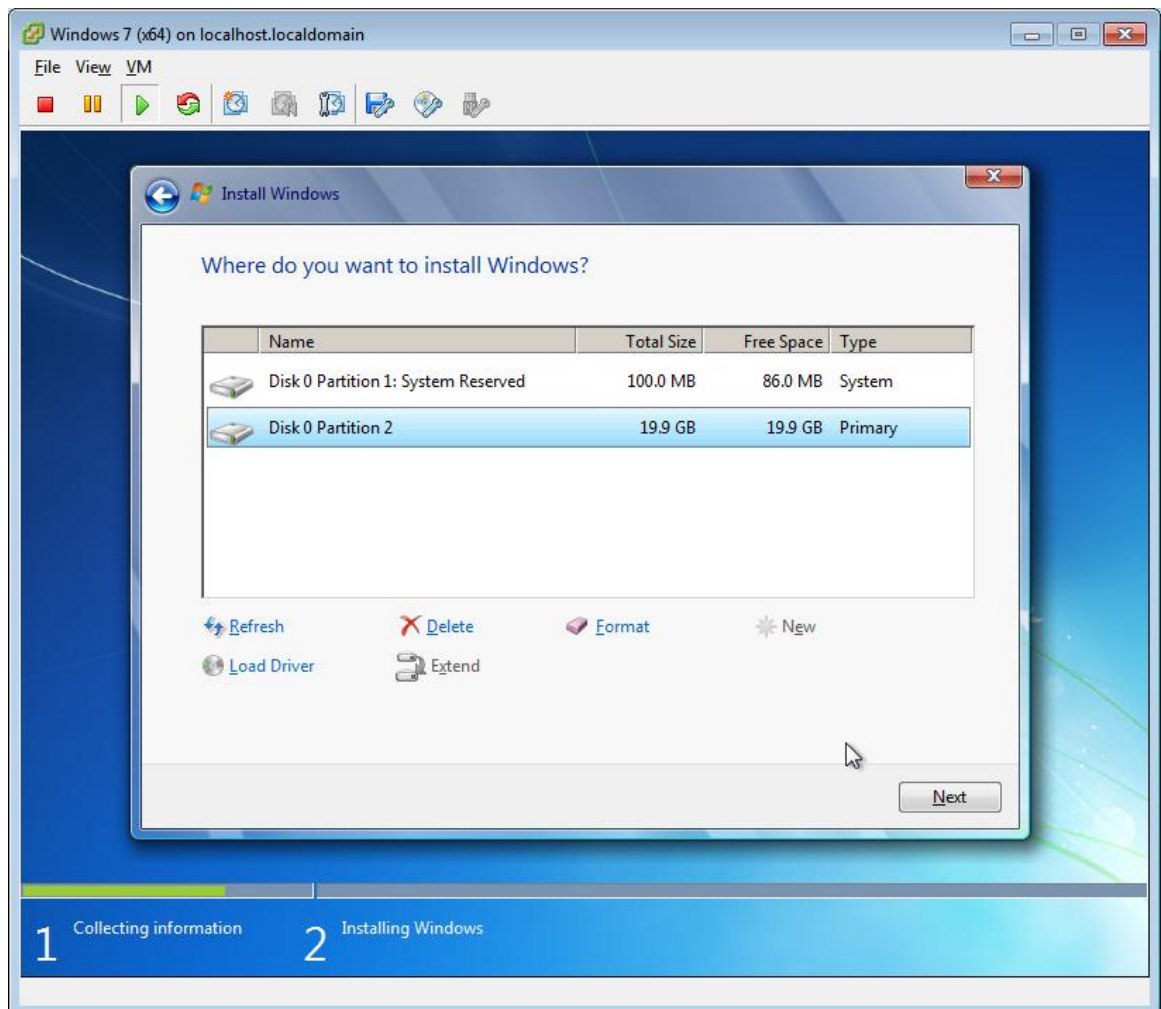 Windows 7 (x64) on localhost.localdomain
File View VM
Install Windows
Where do you want to install Windows?
Name Total Size Free Space Type
Disk 0 Partition 1: System Reserved 100.0 MB 86.0 MB System
Disk 0 Partition 2 19.9 GB 19.9 GB Primary
Refresh Delete Format New
Load Driver Extend
Next
1 Collecting information 2 Installing Windows